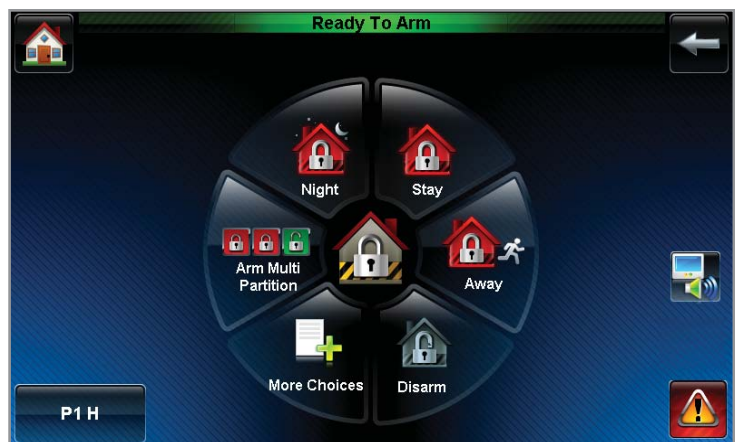 Ready To Arm
Night
Stay
Arm Multi
Partition
Away
More Choices
Disarm
P1 H